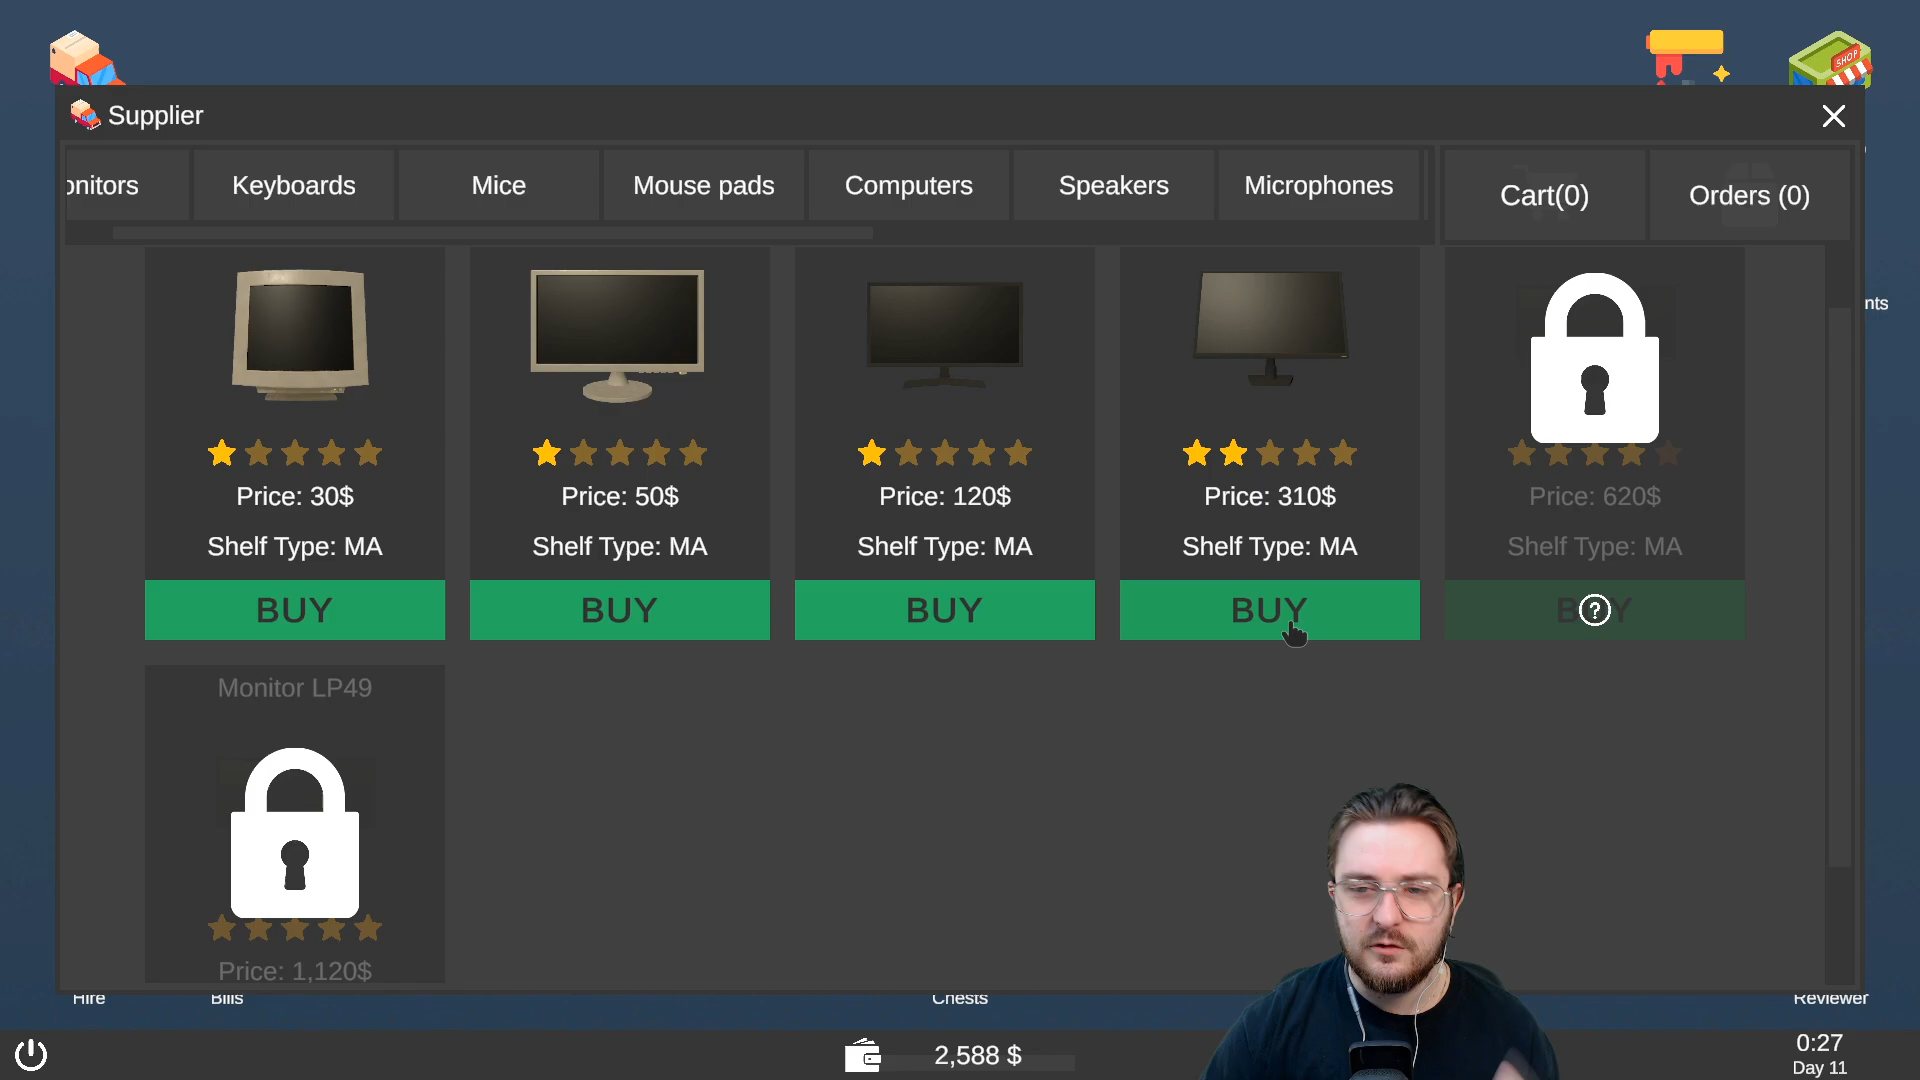 SHOP
Supplier
onitors
Keyboards
Mice
Mouse pads
Computers
Speakers
Microphones
Cart(0)
Orders (0)
nts
Price: 30$
Price: 50$
Price: 120$
Price: 310$
Price: 620$
Shelf Type: MA
Shelf Type: MA
Shelf Type: MA
Shelf Type: MA
Shelf Type: MA
BUY
BUY
BUY
BUY
BUY
?
Monitor LP49
Price: 1,120$
Hire
Bills
Chests
Reviewer
2,588 $
0:27
Day 11